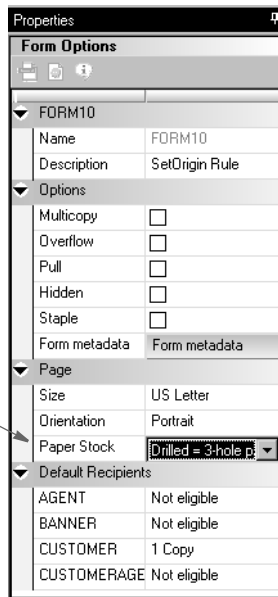 Properties
Form Options
FORM10
Name FORM10
Description SetOrigin Rule
Options
Multicopy
Overflow
Pull
Hidden
Staple
Form metadata Form metadata
Page
Size US Letter
Orientation Portrait
Paper Stock Drilled = 3-hole p
Default Recipients
AGENT Not eligible
BANNER Not eligible
CUSTOMER 1 Copy
CUSTOMERAGE Not eligible